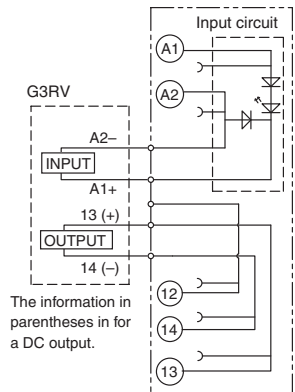 Input circuit
A1
G3RV
A2
A2–
INPUT
A1+
13 (+)
OUTPUT
14 (–)
12
14
13
The information in
parentheses in for
a DC output.